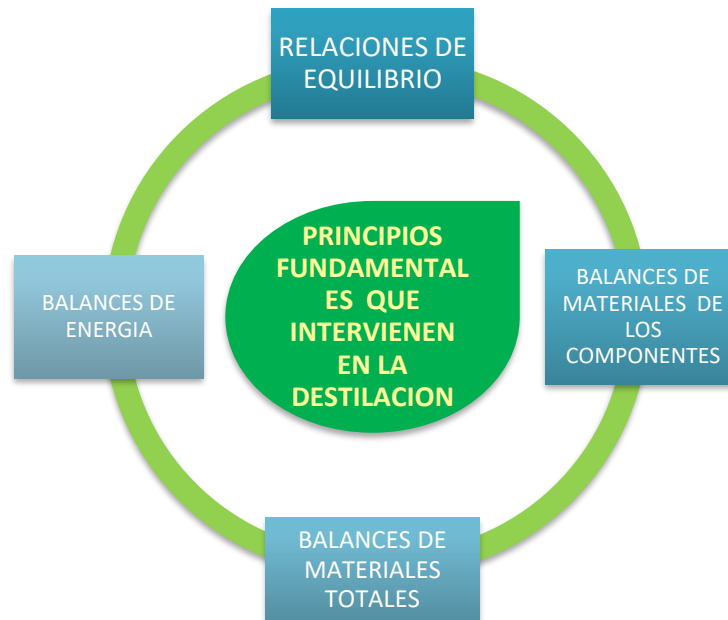 RELACIONES DE
EQUILIBRIO
PRINCIPIOS
FUNDAMENTAL
ES QUE
INTERVIENEN
EN LA
DESTILACION
BALANCES DE
ENERGIA
BALANCES DE
MATERIALES DE
LOS
COMPONENTES
BALANCES DE
MATERIALES
TOTALES